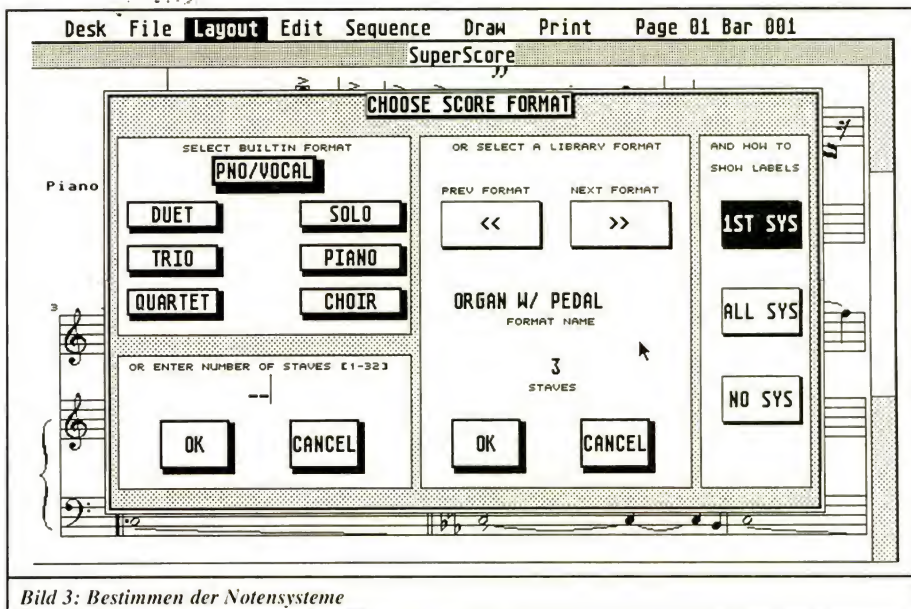 Desk File Layout Edit Sequence Draw Print Page 01 Bar 001
SuperScore
CHOOSE SCORE FORMAT
SELECT BUILTIN FORMAT
PNO/VOCAL
DUET SOLO
TRIO PIANO
QUARTET CHOIR
OR ENTER NUMBER OF STAVES [1-32]
--
OK CANCEL
OR SELECT A LIBRARY FORMAT
PREV FORMAT NEXT FORMAT
<< >>
ORGAN W/ PEDAL
FORMAT NAME
3
STAVES
OK CANCEL
AND HOW TO
SHOW LABELS
1ST SYS
ALL SYS
NO SYS
Piano
3
Bild 3: Bestimmen der Notensysteme